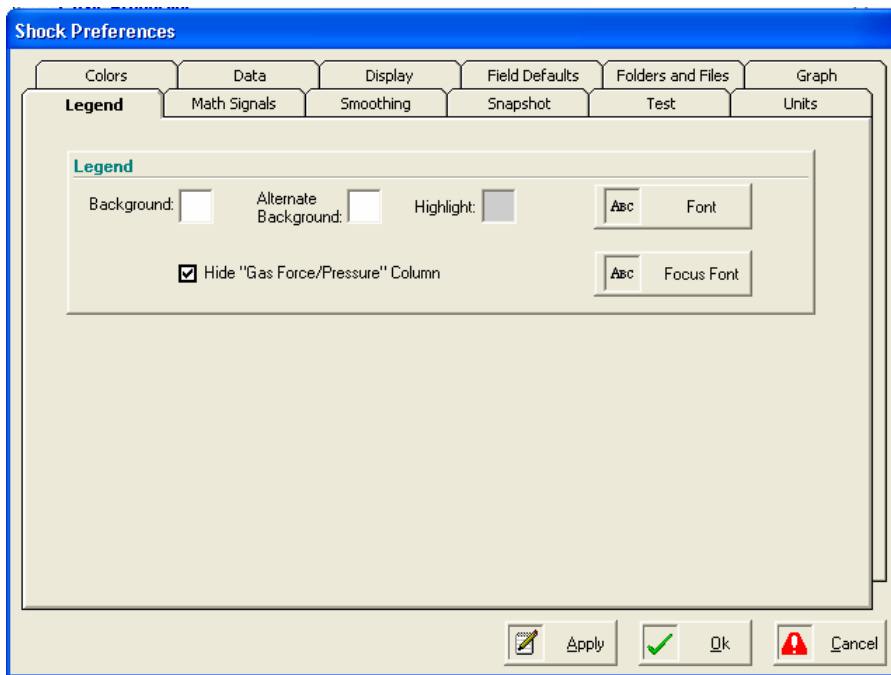 Shock Preferences
Colors Data Display Field Defaults Folders and Files Graph
Legend Math Signals Smoothing Snapshot Test Units
Legend
Background: Alternate Background: Highlight: ABC Font
Hide "Gas Force/Pressure" Column ABC Focus Font
Apply Ok Cancel